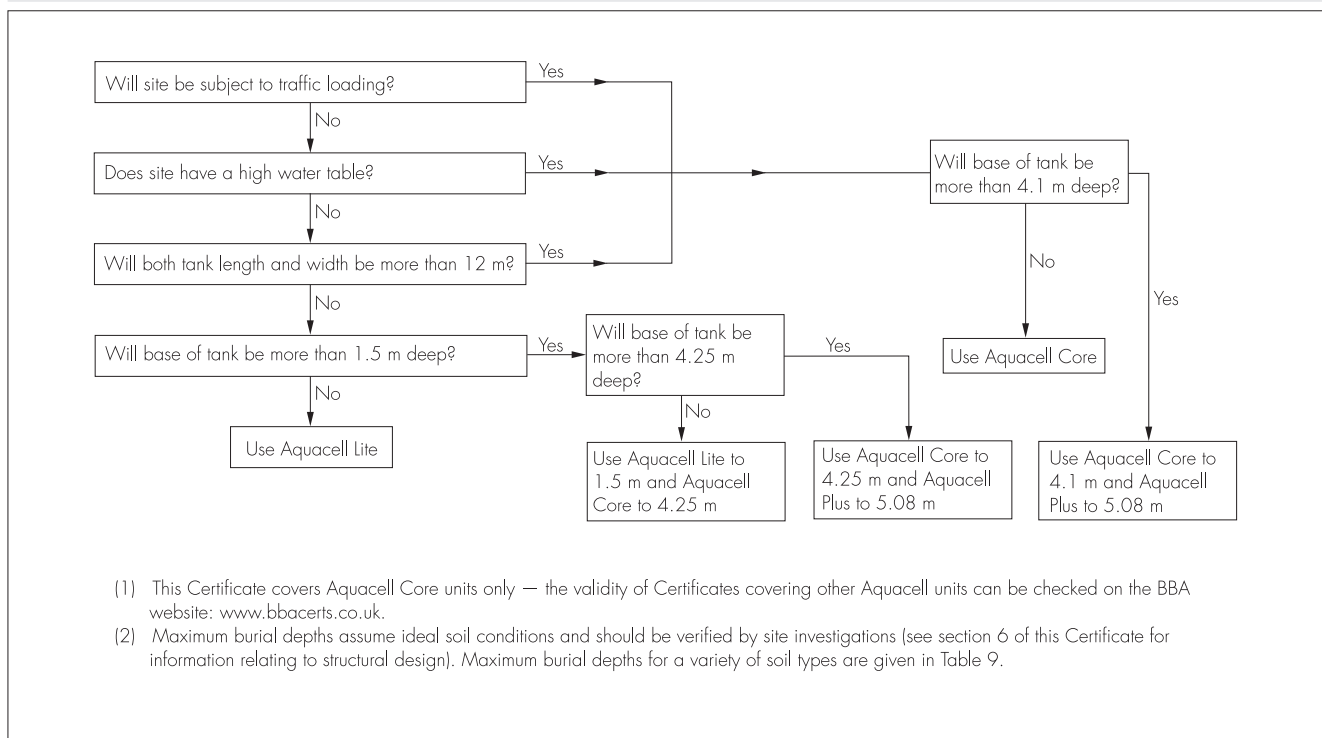 Will site be subject to traffic loading?
Yes
No
Does site have a high water table?
Yes
No
Will both tank length and width be more than 12 m?
Yes
No
Will base of tank be more than 1.5 m deep?
Yes
No
Use Aquacell Lite
Will base of tank be
more than 4.25 m
deep?
Yes
No
Use Aquacell Lite to
1.5 m and Aquacell
Core to 4.25 m
Use Aquacell Core to
4.25 m and Aquacell
Plus to 5.08 m
Will base of tank be
more than 4.1 m deep?
No
Yes
Use Aquacell Core
Use Aquacell Core to
4.1 m and Aquacell
Plus to 5.08 m
(1) This Certificate covers Aquacell Core units only — the validity of Certificates covering other Aquacell units can be checked on the BBA
website: www.bbacerts.co.uk.
(2) Maximum burial depths assume ideal soil conditions and should be verified by site investigations (see section 6 of this Certificate for
information relating to structural design). Maximum burial depths for a variety of soil types are given in Table 9.